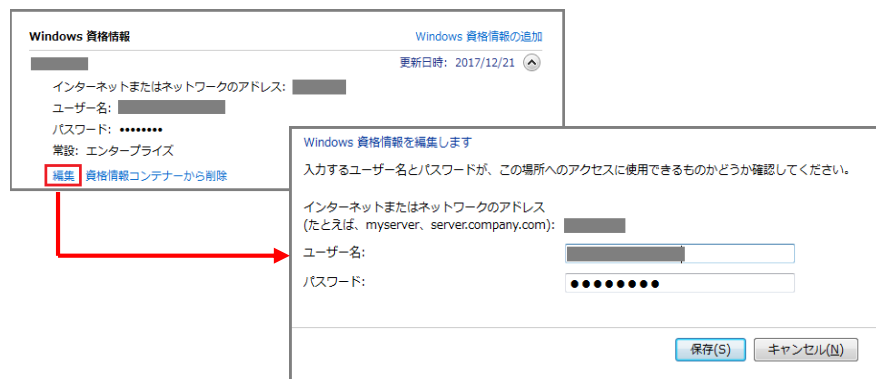 Windows 資格情報
Windows 資格情報の追加
更新日時: 2017/12/21
インターネットまたはネットワークのアドレス:
ユーザー名:
パスワード: ••••••••
常設: エンタープライズ
編集 資格情報コンテナーから削除
Windows 資格情報を編集します
入力するユーザー名とパスワードが、この場所へのアクセスに使用できるものかどうか確認してください。
インターネットまたはネットワークのアドレス
(たとえば、myserver、server.company.com):
ユーザー名:
パスワード: ●●●●●●●●
保存(S) キャンセル(N)